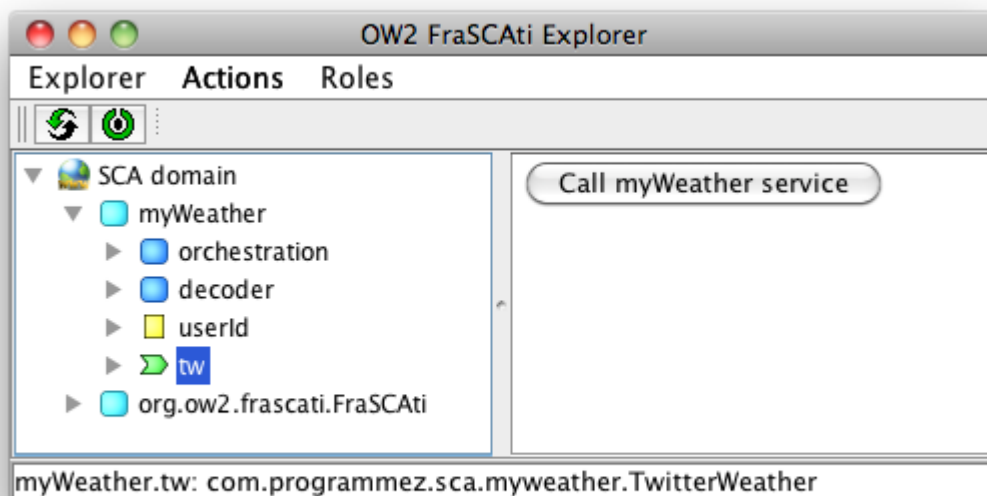 OW2 FraSCAti Explorer
Explorer Actions Roles
SCA domain
Call myWeather service
myWeather
orchestration
decoder
userId
tw
org.ow2.frascati.FraSCAti
myWeather.tw: com.programmez.sca.myweather.TwitterWeather